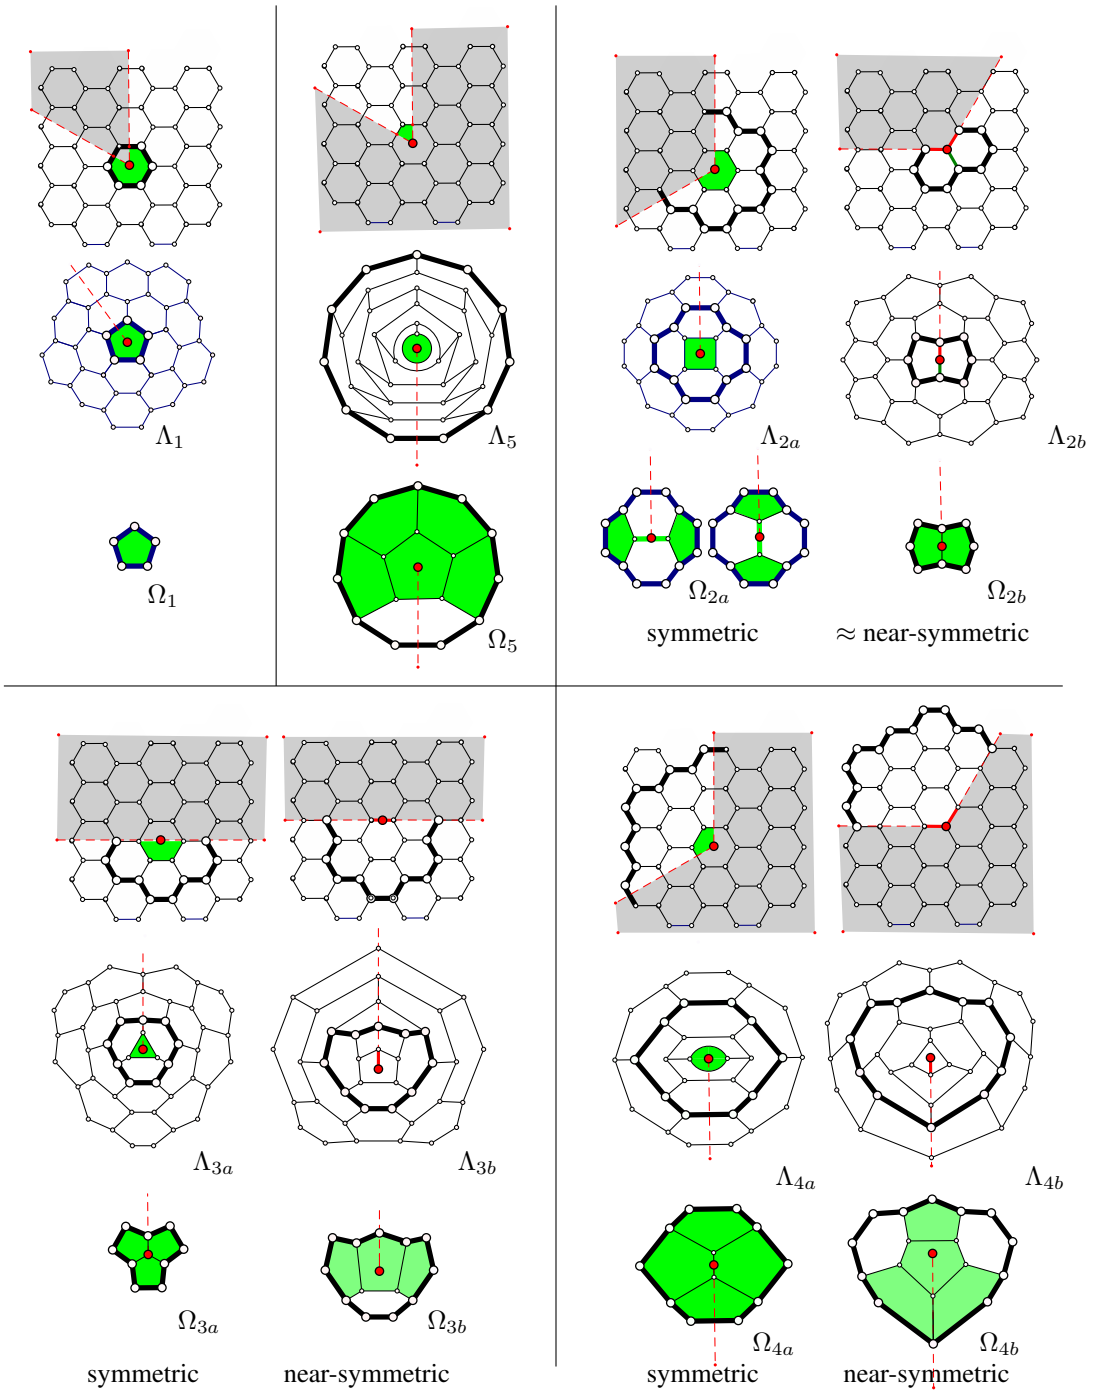 Λ1
Λ5
Λ2a
Λ2b
Ω1
Ω5
Ω2a
Ω2b
symmetric
≈ near-symmetric
Λ3a
Λ3b
Λ4a
Λ4b
Ω3a
Ω3b
Ω4a
Ω4b
symmetric
near-symmetric
symmetric
near-symmetric